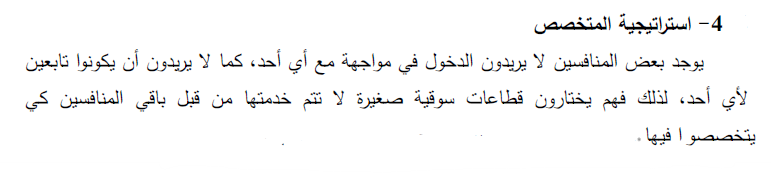 4- استراتيجية المتخصص
يوجد بعض المنافسين لا يريدون الدخول في مواجهة مع أي أحد، كما لا يريدون أن يكونوا تابعين
لأي أحد، لذلك فهم يختارون قطاعات سوقية صغيرة لا تتم خدمتها من قبل باقي المنافسين كي
يتخصصوا فيها.